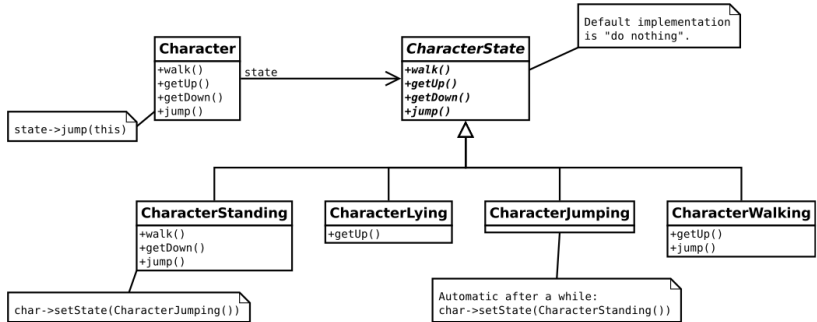 Default implementation
is "do nothing".
Character
+walk()
+getUp()
+getDown()
+jump()
state
CharacterState
+walk()
+getUp()
+getDown()
+jump()
state->jump(this)
CharacterStanding
+walk()
+getDown()
+jump()
CharacterLying
+getUp()
CharacterJumping
CharacterWalking
+getUp()
+jump()
char->setState(CharacterJumping())
Automatic after a while:
char->setState(CharacterStanding())